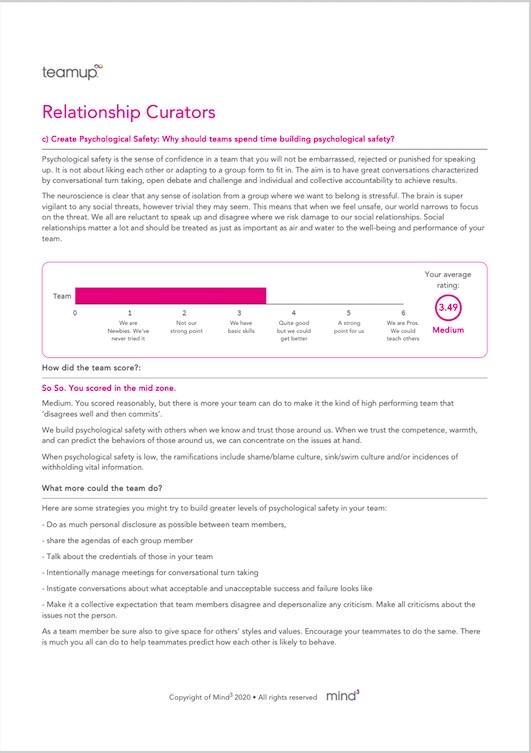 teamup.
Relationship Curators
c) Create Psychological Safety: Why should teams spend time building psychological safety?
Psychological safety is the sense of confidence in a team that you will not be embarrassed, rejected or punished for speaking
up. It is not about liking each other or adapting to a group form to fit in. The aim is to have great conversations characterized
by conversational turn taking, open debate and challenge and individual and collective accountability to achieve results.
The neuroscience is clear that any sense of isolation from a group where we want to belong is stressful. The brain is super
vigilant to any social threats, however trivial they may seem. This means that when we feel unsafe, our world narrows to focus
on the threat. We all are reluctant to speak up and disagree where we risk damage to our social relationships. Social
relationships matter a lot and should be treated as just as important as air and water to the well-being and performance of your
team.
Your average
rating:
Team
3.49
Medium
0 1 2 3 4 5 6
We are Newbies. We've never tried it
Not our strong point
We have basic skills
Quite good but we could get better
A strong point for us
We are Pros. We could teach others
How did the team score?:
So So. You scored in the mid zone.
Medium. You scored reasonably, but there is more your team can do to make it the kind of high performing team that
'disagrees well and then commits'.
We build psychological safety with others when we know and trust those around us. When we trust the competence, warmth,
and can predict the behaviors of those around us, we can concentrate on the issues at hand.
When psychological safety is low, the ramifications include shame/blame culture, sink/swim culture and/or incidences of
withholding vital information.
What more could the team do?
Here are some strategies you might try to build greater levels of psychological safety in your team:
- Do as much personal disclosure as possible between team members,
- share the agendas of each group member
- Talk about the credentials of those in your team
- Intentionally manage meetings for conversational turn taking
- Instigate conversations about what acceptable and unacceptable success and failure looks like
- Make it a collective expectation that team members disagree and depersonalize any criticism. Make all criticisms about the
issues not the person.
As a team member be sure also to give space for others' styles and values. Encourage your teammates to do the same. There
is much you all can do to help teammates predict how each other is likely to behave.
Copyright of Mind3 2020 • All rights reserved mind3